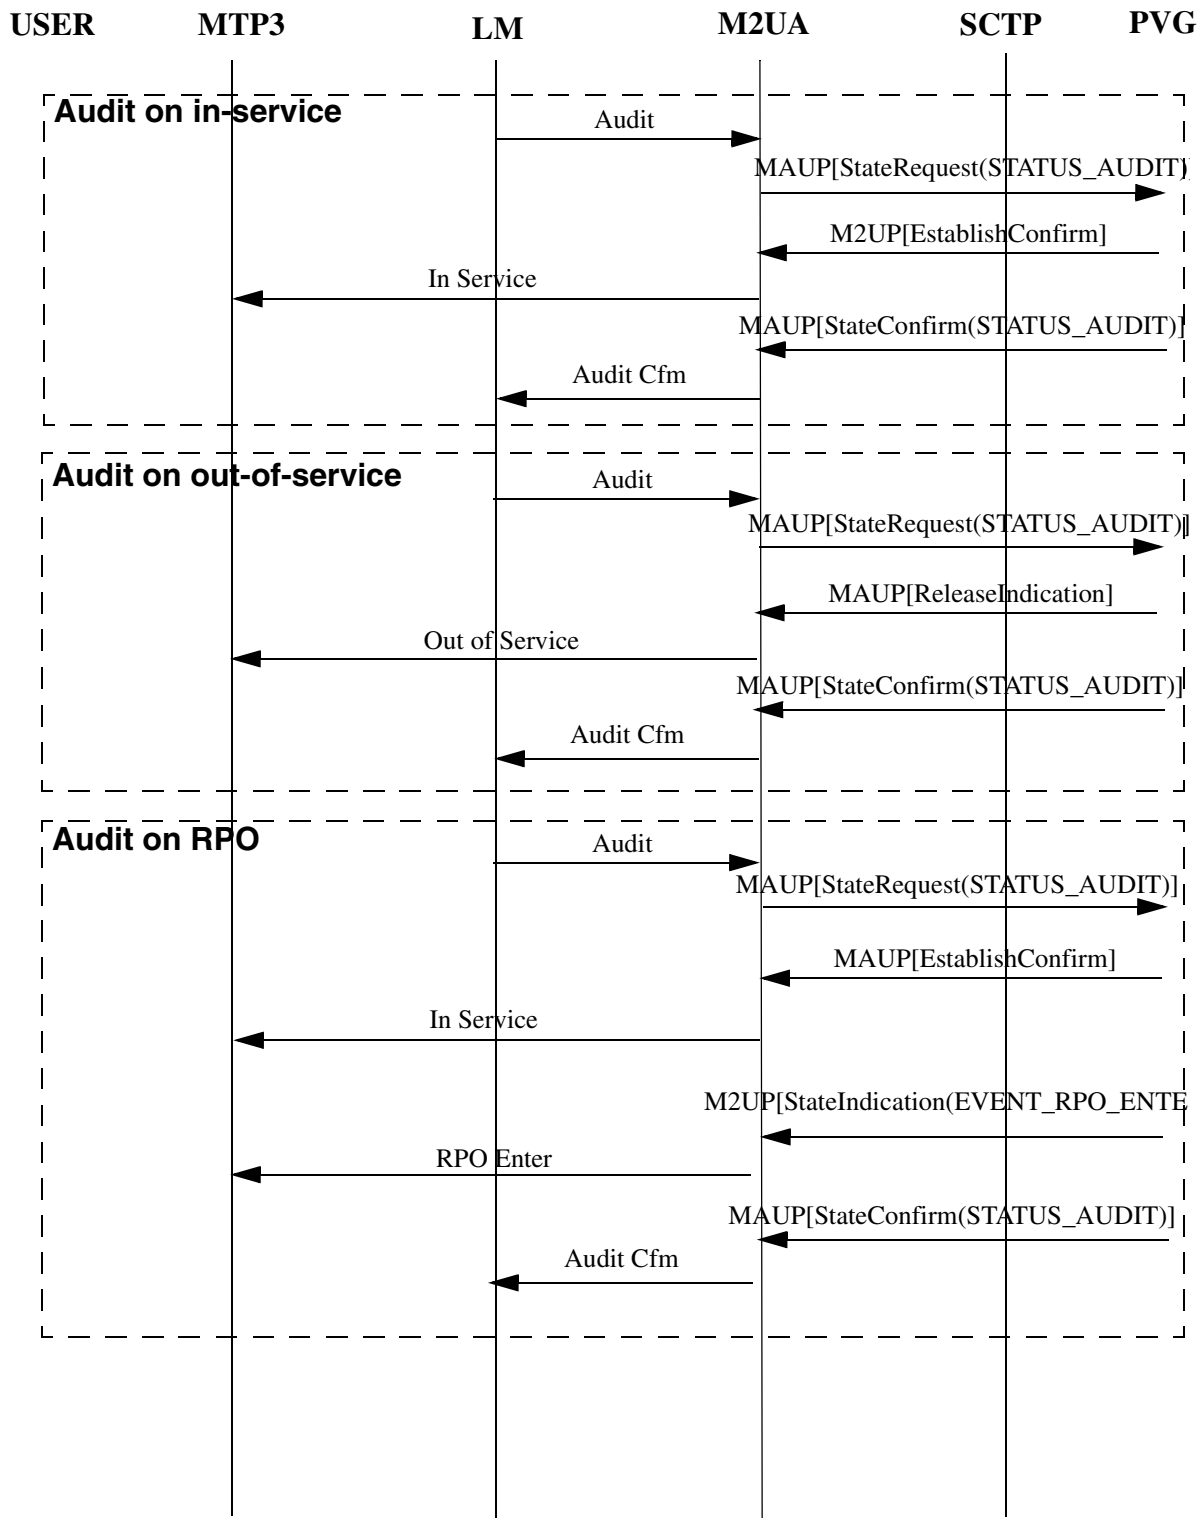 USER MTP3 LM M2UA SCTP PVG
Audit on in-service
Audit
MAUP[StateRequest(STATUS_AUDIT)]
M2UP[EstablishConfirm]
In Service
MAUP[StateConfirm(STATUS_AUDIT)]
Audit Cfm
Audit on out-of-service
Audit
MAUP[StateRequest(STATUS_AUDIT)]
MAUP[ReleaseIndication]
Out of Service
MAUP[StateConfirm(STATUS_AUDIT)]
Audit Cfm
Audit on RPO
Audit
MAUP[StateRequest(STATUS_AUDIT)]
MAUP[EstablishConfirm]
In Service
M2UP[StateIndication(EVENT_RPO_ENTE
RPO Enter
MAUP[StateConfirm(STATUS_AUDIT)]
Audit Cfm